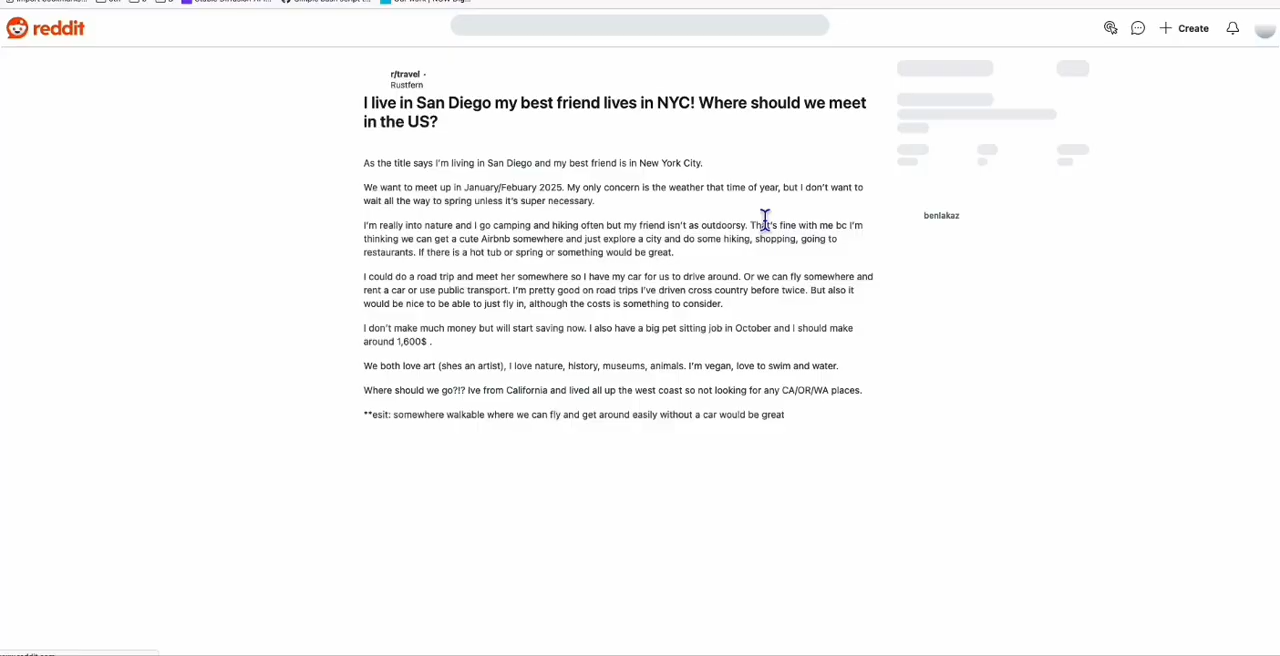 reddit
Create
r/travel ·
Rustfern
I live in San Diego my best friend lives in NYC! Where should we meet
in the US?
As the title says I'm living in San Diego and my best friend is in New York City.
We want to meet up in January/Febuary 2025. My only concern is the weather that time of year, but I don't want to
wait all the way to spring unless it's super necessary.
I'm really into nature and I go camping and hiking often but my friend isn't as outdoorsy. That's fine with me bc I'm
thinking we can get a cute Airbnb somewhere and just explore a city and do some hiking, shopping, going to
restaurants. If there is a hot tub or spring or something would be great.
benlakaz
I could do a road trip and meet her somewhere so I have my car for us to drive around. Or we can fly somewhere and
rent a car or use public transport. I'm pretty good on road trips I've driven cross country before twice. But also it
would be nice to be able to just fly in, although the costs is something to consider.
I don't make much money but will start saving now. I also have a big pet sitting job in October and I should make
around 1,600$ .
We both love art (shes an artist), I love nature, history, museums, animals. I'm vegan, love to swim and water.
Where should we go?!? Ive from California and lived all up the west coast so not looking for any CA/OR/WA places.
**esit: somewhere walkable where we can fly and get around easily without a car would be great